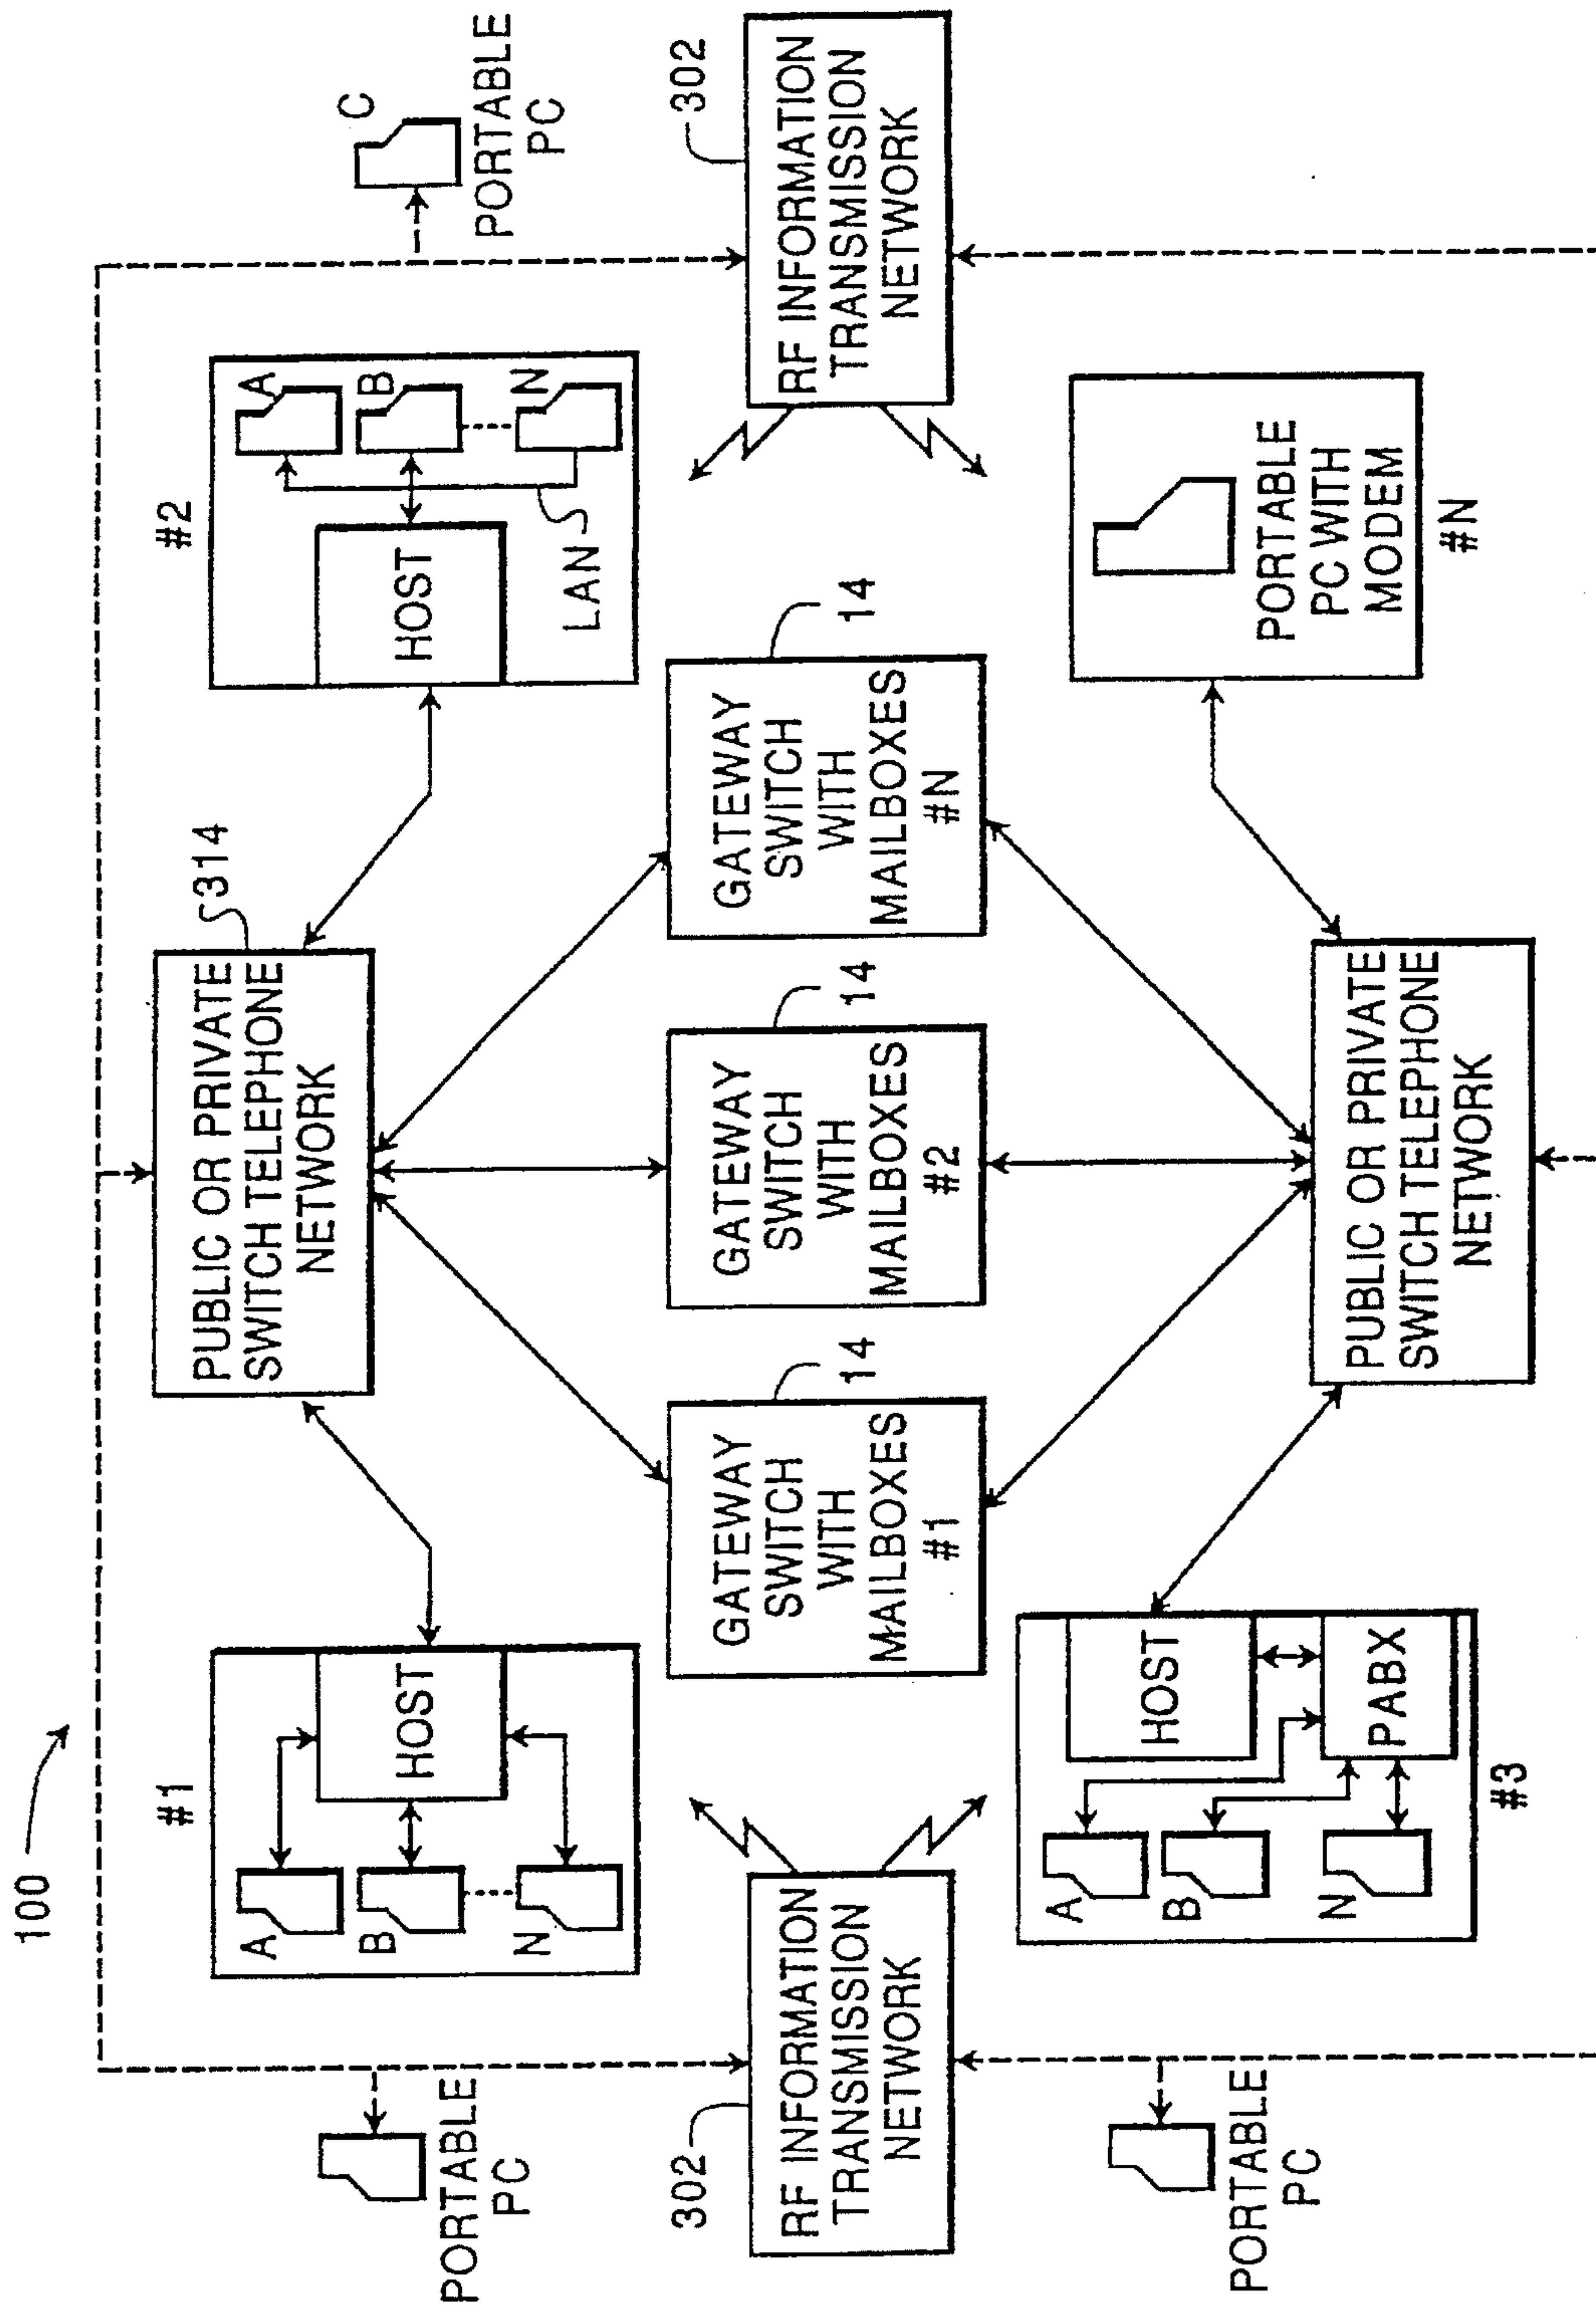 100
PORTABLE
PC
#1
A
B
N
HOST
PUBLIC OR PRIVATE
SWITCH TELEPHONE
NETWORK
314
#2
HOST
LAN
A
B
N
C
PORTABLE
PC
302
RF INFORMATION
TRANSMISSION
NETWORK
GATEWAY
SWITCH
WITH
MAILBOXES
#1
14
GATEWAY
SWITCH
WITH
MAILBOXES
#2
14
GATEWAY
SWITCH
WITH
MAILBOXES
#N
14
302
RF INFORMATION
TRANSMISSION
NETWORK
PORTABLE
PC
A
B
N
HOST
PABX
#3
PUBLIC OR PRIVATE
SWITCH TELEPHONE
NETWORK
PORTABLE
PC WITH
MODEM
#N